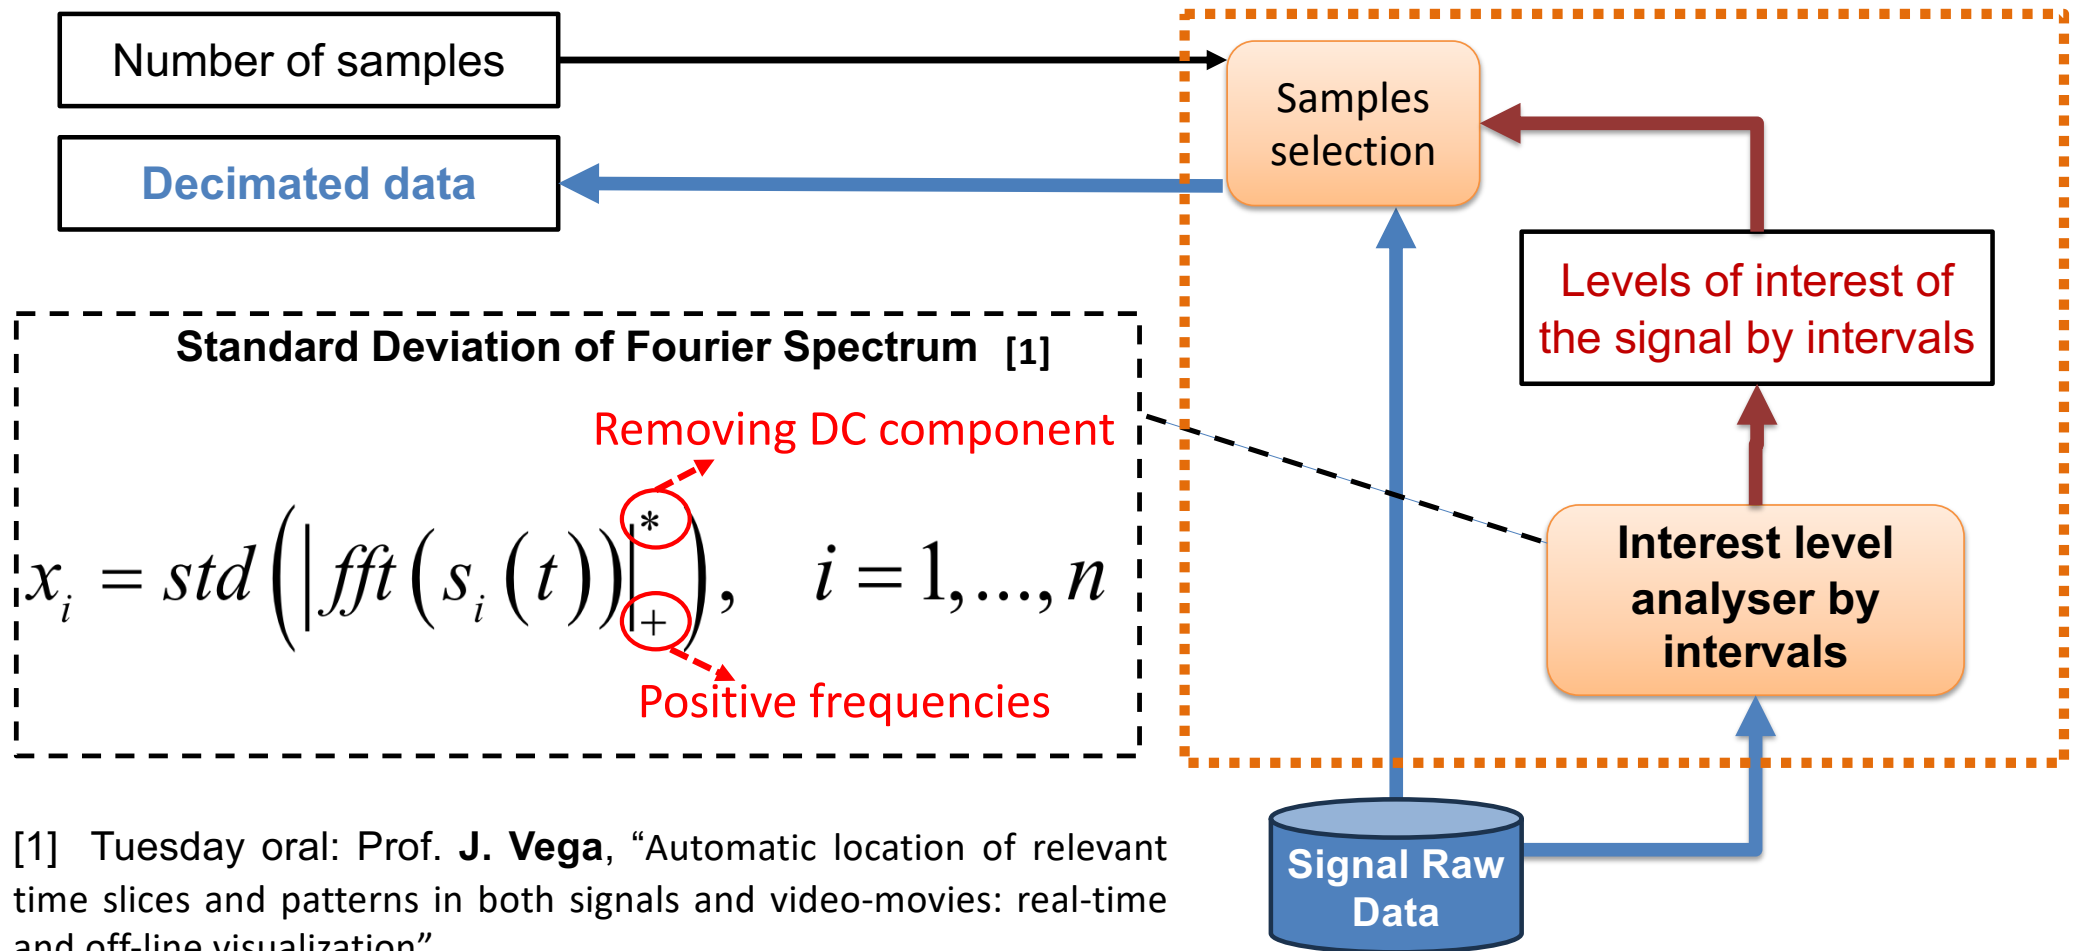 Number of samples
Decimated data
Samples
selection
Levels of interest of
the signal by intervals
Standard Deviation of Fourier Spectrum [1]
Removing DC component
x_i = std(|fft(s_i(t))|_+^*),   i = 1,...,n
Positive frequencies
Interest level
analyser by
intervals
Signal Raw
Data
[1] Tuesday oral: Prof. J. Vega, “Automatic location of relevant
time slices and patterns in both signals and video-movies: real-time
and off-line visualization”